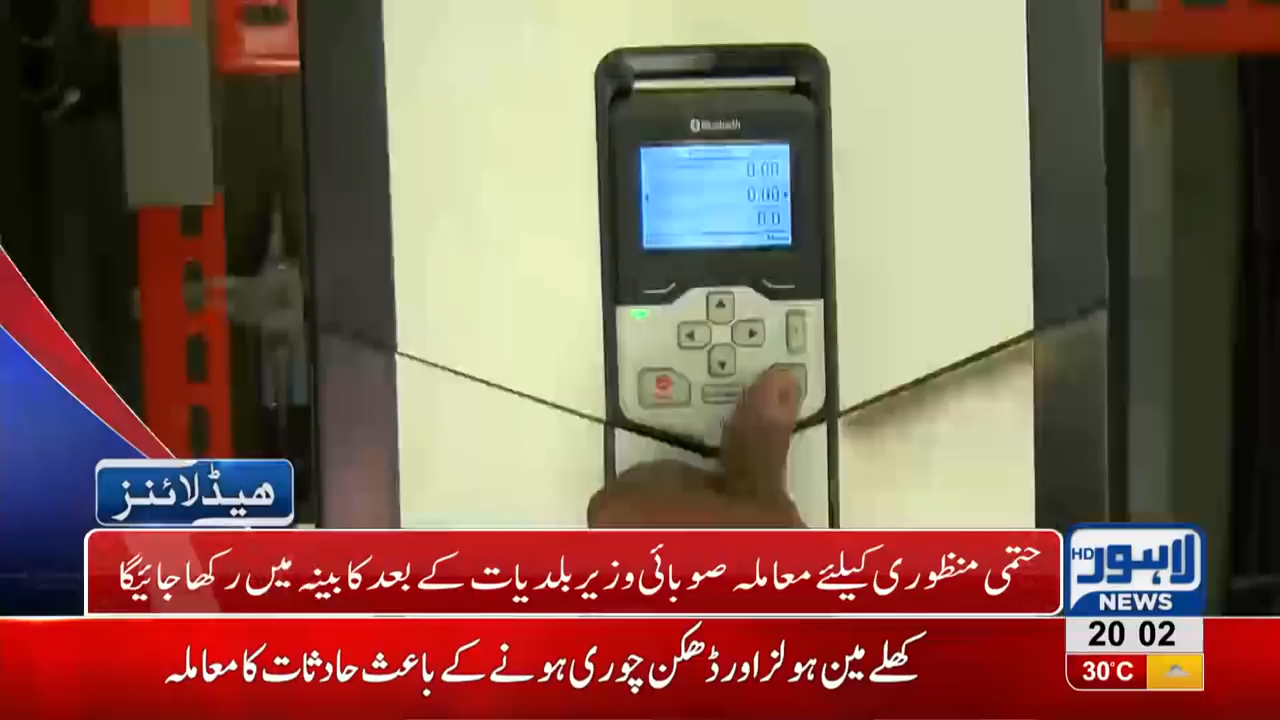 Bluetooth
0.00
0.00
0.0
ھیڈلائنز
حتمی منظوری کیلئے معاملہ صوبائی وزیر بلدیات کے بعد کابینہ میں رکھا جائیگا
کھلے مین ہولز اور ڈھکن چوری ہونے کے باعث حادثات کا معاملہ
لاہور HD
NEWS
20 02
30°C